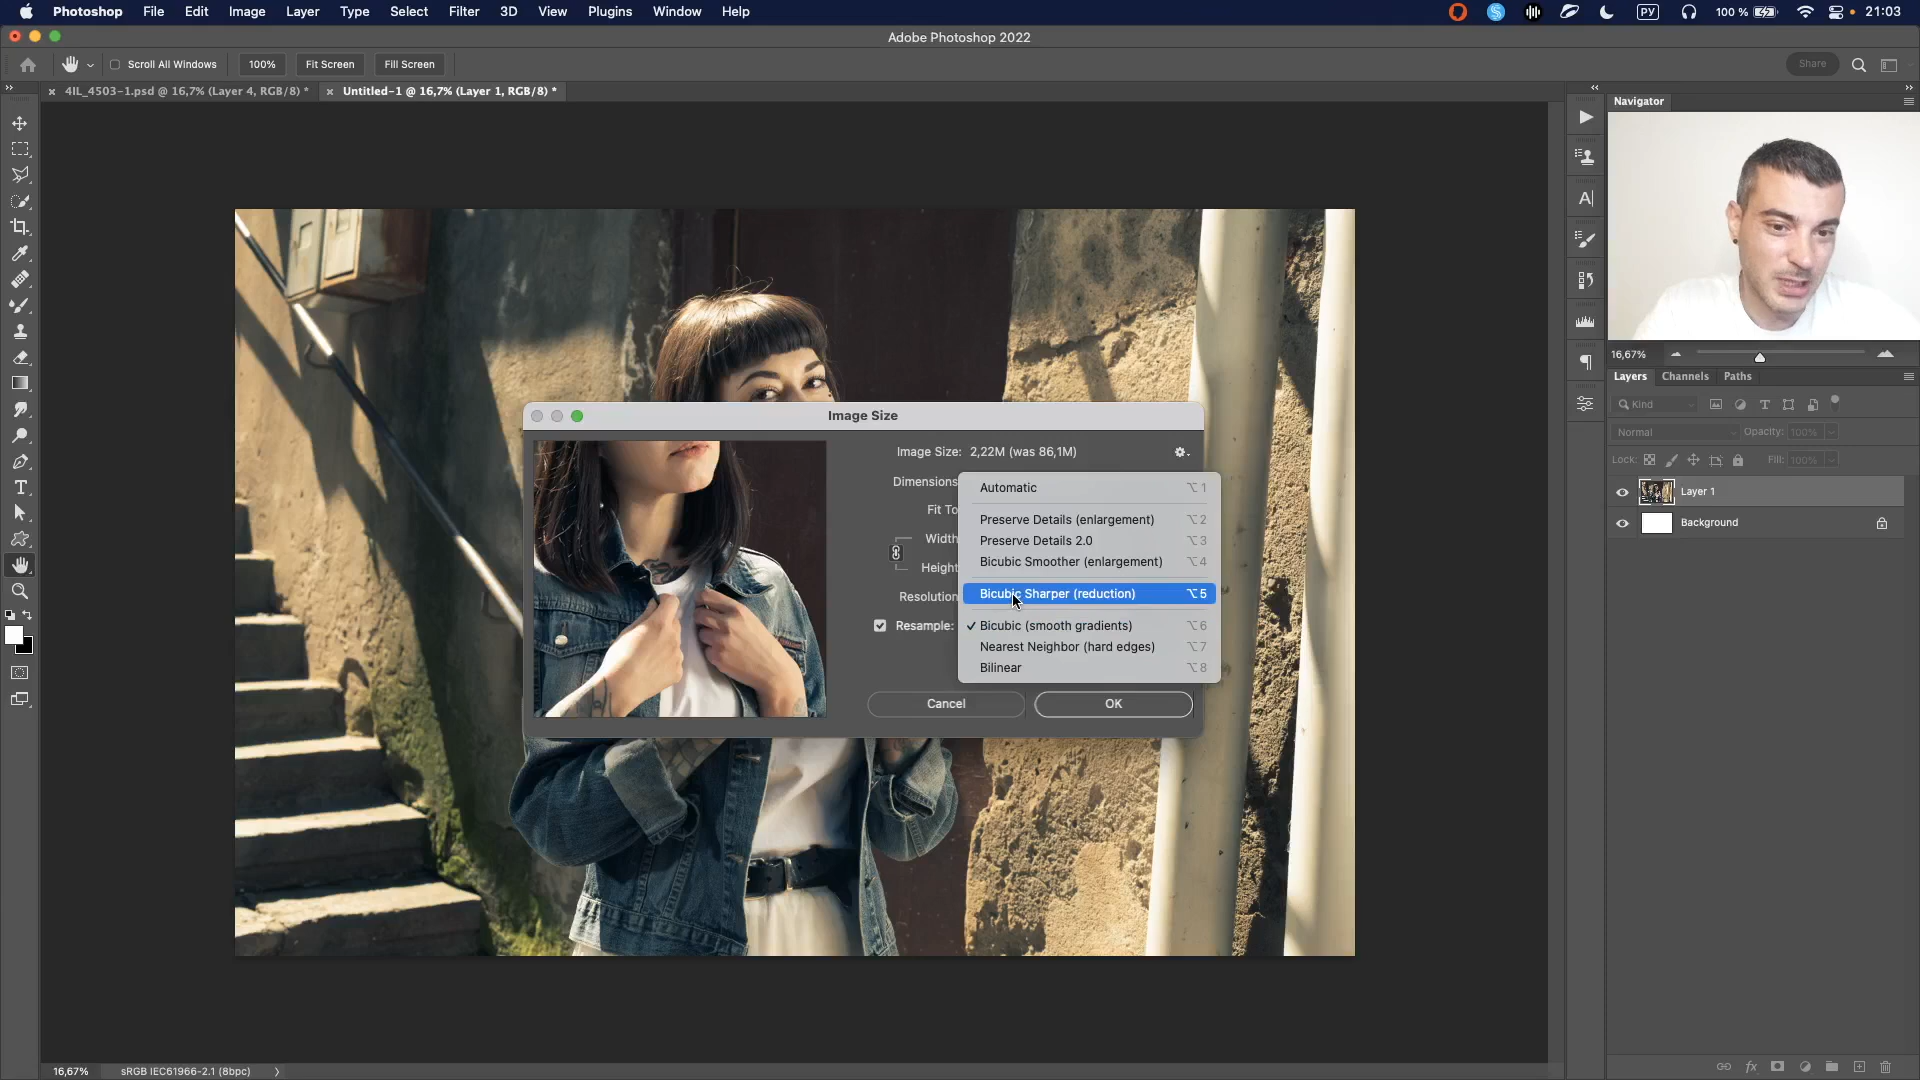 Photoshop File Edit Image Layer Type Select Filter 3D View Plugins Window Help РУ 100 % 21:03
Adobe Photoshop 2022
Scroll All Windows 100% Fit Screen Fill Screen Share
4IL_4503-1.psd @ 16,7% (Layer 4, RGB/8) * Untitled-1 @ 16,7% (Layer 1, RGB/8) *
Navigator
16,67%
Layers Channels Paths
Kind
Normal Opacity: 100%
Lock: Fill: 100%
Layer 1
Background
Image Size
Image Size: 2,22M (was 86,1M)
Dimensions
Fit To
Width
Height
Resolution
Resample:
Automatic ⌥1
Preserve Details (enlargement) ⌥2
Preserve Details 2.0 ⌥3
Bicubic Smoother (enlargement) ⌥4
Bicubic Sharper (reduction) ⌥5
✓ Bicubic (smooth gradients) ⌥6
Nearest Neighbor (hard edges) ⌥7
Bilinear ⌥8
Cancel OK
16,67% sRGB IEC61966-2.1 (8bpc)